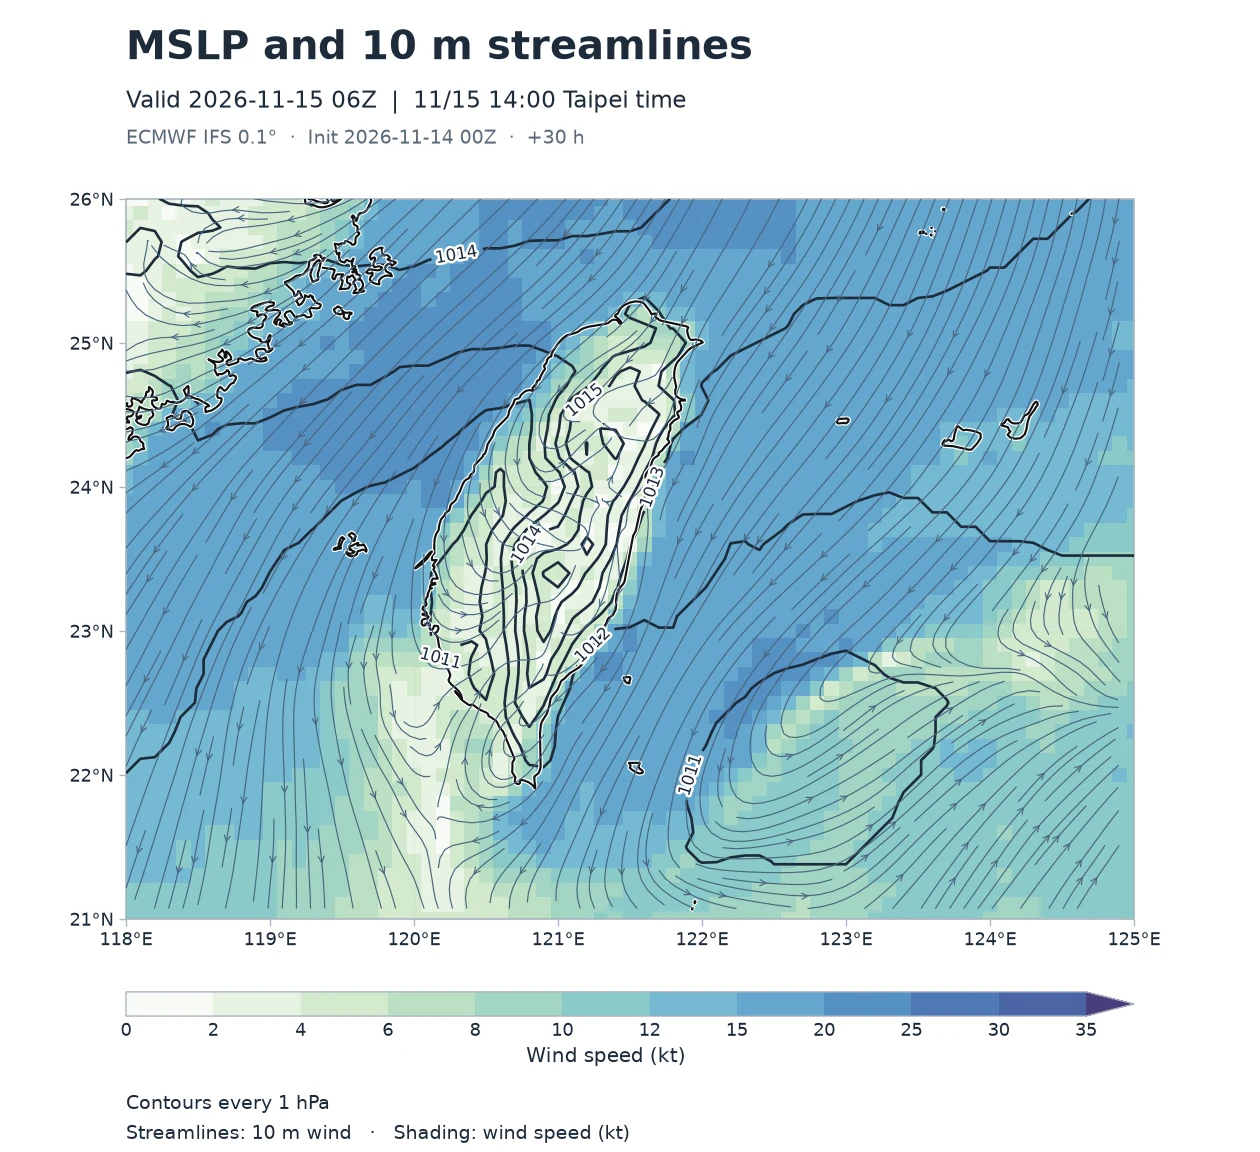 MSLP and 10 m streamlines
Valid 2026-11-15 06Z | 11/15 14:00 Taipei time
ECMWF IFS 0.1° · Init 2026-11-14 00Z · +30 h
26°N
1014
25°N
1015
24°N
1013
1014
23°N
1012
1011
22°N
1011
21°N
118°E 119°E 120°E 121°E 122°E 123°E 124°E 125°E
0 2 4 6 8 10 12 15 20 25 30 35
Wind speed (kt)
Contours every 1 hPa
Streamlines: 10 m wind · Shading: wind speed (kt)